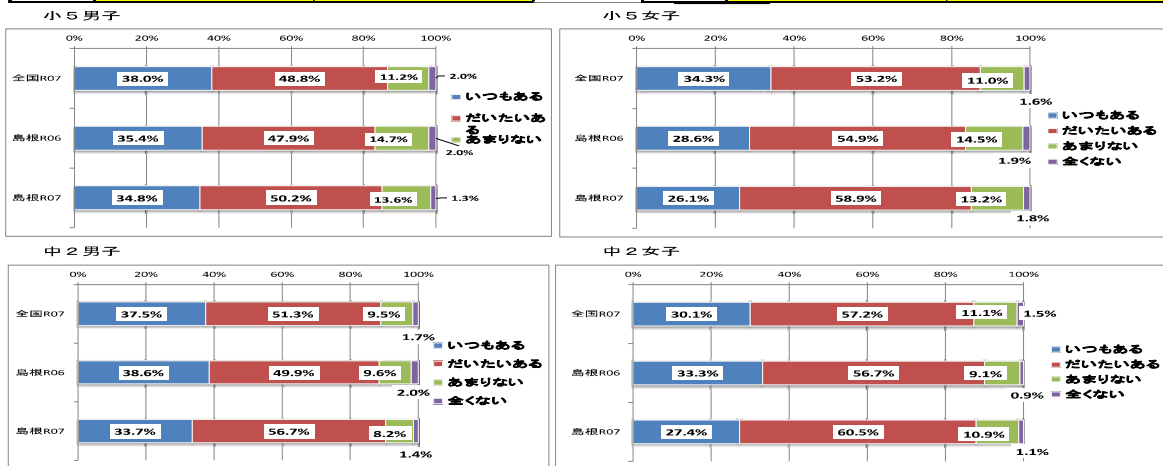 小５男子
0% 20% 40% 60% 80% 100%
全国R07 38.0% 48.8% 11.2% 2.0%
島根R06 35.4% 47.9% 14.7% 2.0%
島根R07 34.8% 50.2% 13.6% 1.3%
いつもある
だいたいあ
る
あまりない
小５女子
0% 20% 40% 60% 80% 100%
全国R07 34.3% 53.2% 11.0% 1.6%
島根R06 28.6% 54.9% 14.5% 1.9%
島根R07 26.1% 58.9% 13.2% 1.8%
いつもある
だいたいある
あまりない
全くない
中２男子
0% 20% 40% 60% 80% 100%
全国R07 37.5% 51.3% 9.5% 1.7%
島根R06 38.6% 49.9% 9.6% 2.0%
島根R07 33.7% 56.7% 8.2% 1.4%
いつもある
だいたいある
あまりない
全くない
中２女子
0% 20% 40% 60% 80% 100%
全国R07 30.1% 57.2% 11.1% 1.5%
島根R06 33.3% 56.7% 9.1% 0.9%
島根R07 27.4% 60.5% 10.9% 1.1%
いつもある
だいたいある
あまりない
全くない